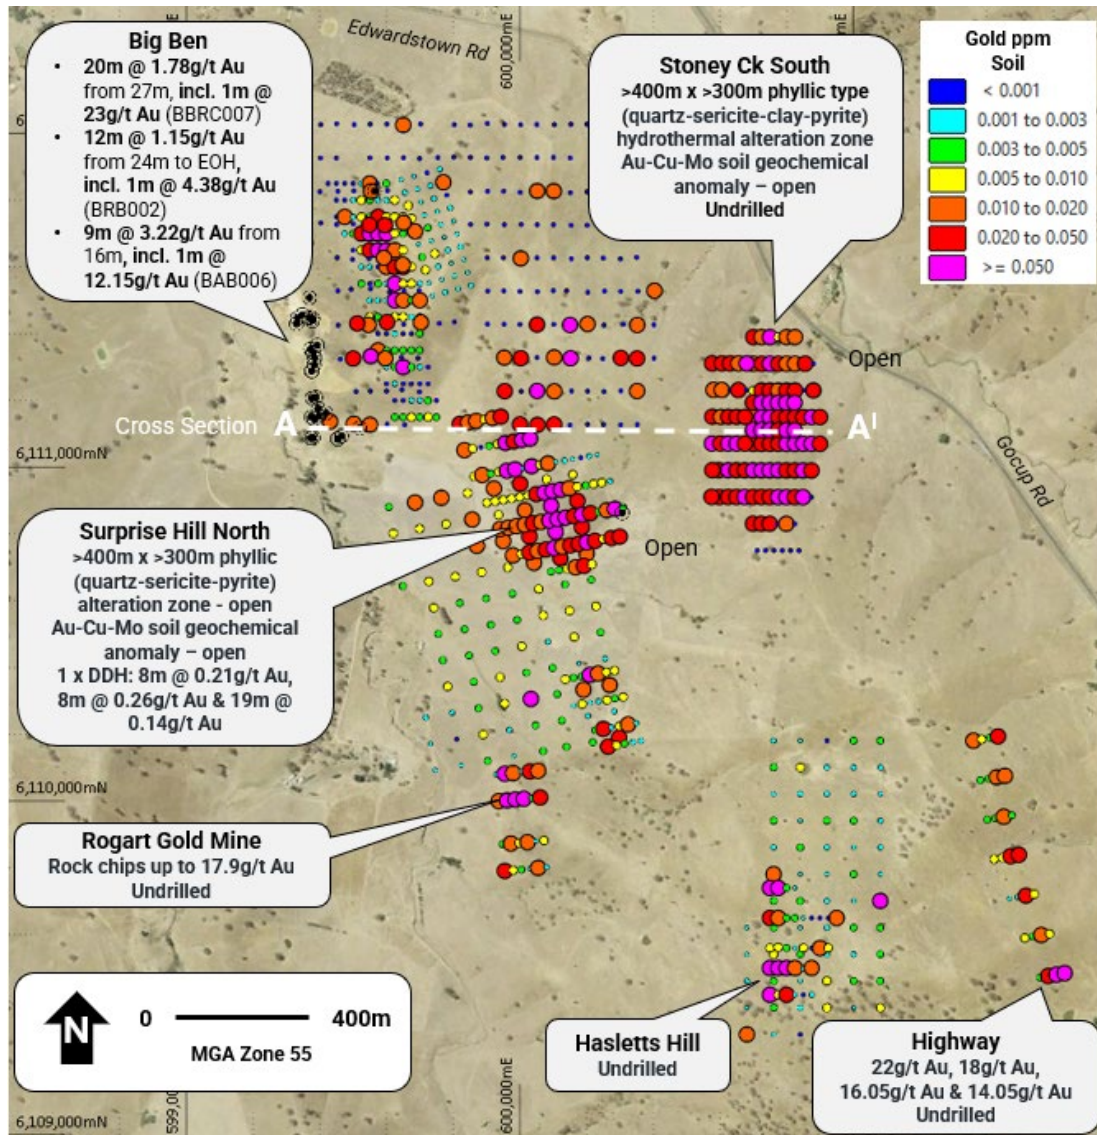 Edwardstown Rd
600,000mE
Big Ben
• 20m @ 1.78g/t Au
from 27m, incl. 1m @
23g/t Au (BBRC007)
• 12m @ 1.15g/t Au
from 24m to EOH,
incl. 1m @ 4.38g/t Au
(BRB002)
• 9m @ 3.22g/t Au from
16m, incl. 1m @
12.15g/t Au (BAB006)
Stoney Ck South
>400m x >300m phyllic type
(quartz-sericite-clay-pyrite)
hydrothermal alteration zone
Au-Cu-Mo soil geochemical
anomaly – open
Undrilled
Gold ppm
Soil
< 0.001
0.001 to 0.003
0.003 to 0.005
0.005 to 0.010
0.010 to 0.020
0.020 to 0.050
>= 0.050
Open
Cross Section A
A'
6,111,000mN
Gocup Rd
Surprise Hill North
>400m x >300m phyllic
(quartz-sericite-pyrite)
alteration zone - open
Au-Cu-Mo soil geochemical
anomaly – open
1 x DDH: 8m @ 0.21g/t Au,
8m @ 0.26g/t Au & 19m @
0.14g/t Au
Open
6,110,000mN
Rogart Gold Mine
Rock chips up to 17.9g/t Au
Undrilled
N
0 400m
MGA Zone 55
Hasletts Hill
Undrilled
Highway
22g/t Au, 18g/t Au,
16.05g/t Au & 14.05g/t Au
Undrilled
6,109,000mN
600,000mE